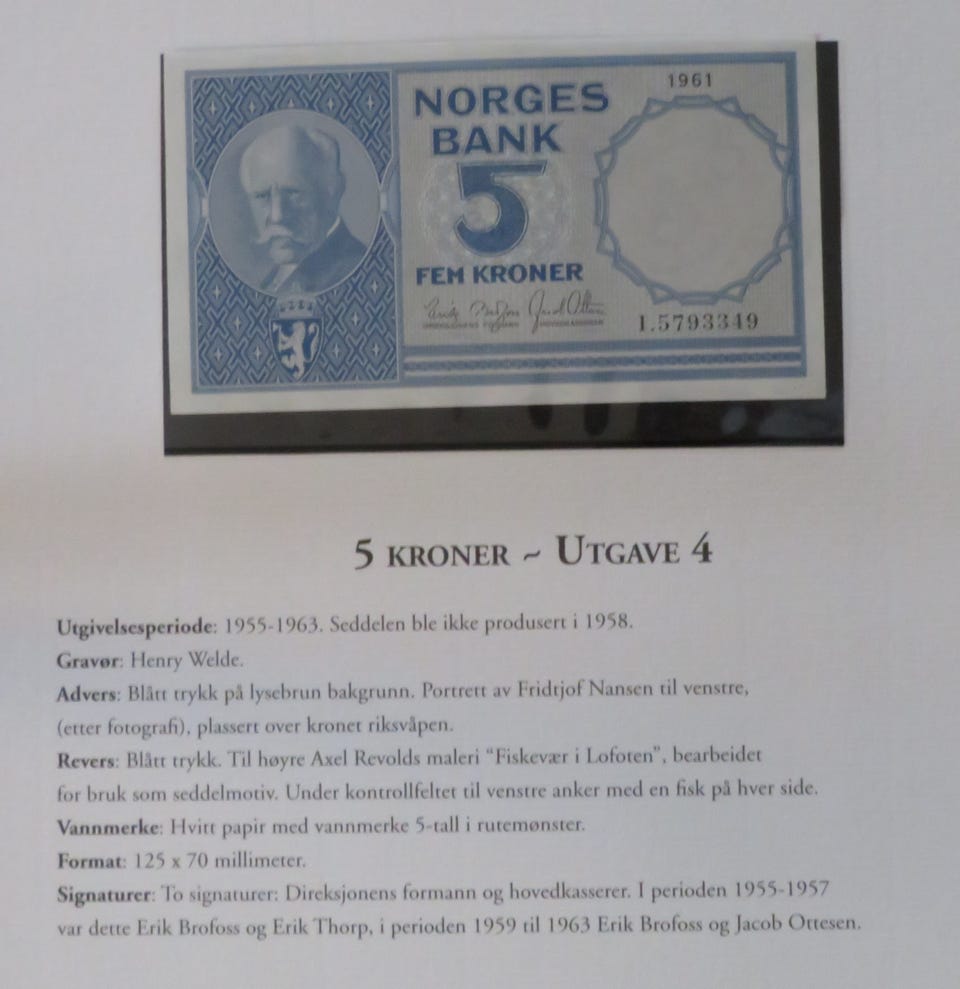 1961
NORGES
BANK
5
FEM KRONER
I.5793349
5 KRONER ~ UTGAVE 4
Utgivelsesperiode: 1955-1963. Seddelen ble ikke produsert i 1958.
Gravør: Henry Welde.
Advers: Blått trykk på lysebrun bakgrunn. Portrett av Fridtjof Nansen til venstre,
(etter fotografi), plassert over kronet riksvåpen.
Revers: Blått trykk. Til høyre Axel Revolds maleri "Fiskevær i Lofoten", bearbeidet
for bruk som seddelmotiv. Under kontrollfeltet til venstre anker med en fisk på hver side.
Vannmerke: Hvitt papir med vannmerke 5-tall i rutemønster.
Format: 125 x 70 millimeter.
Signaturer: To signaturer: Direksjonens formann og hovedkasserer. I perioden 1955-1957
var dette Erik Brofoss og Erik Thorp, i perioden 1959 til 1963 Erik Brofoss og Jacob Ottesen.